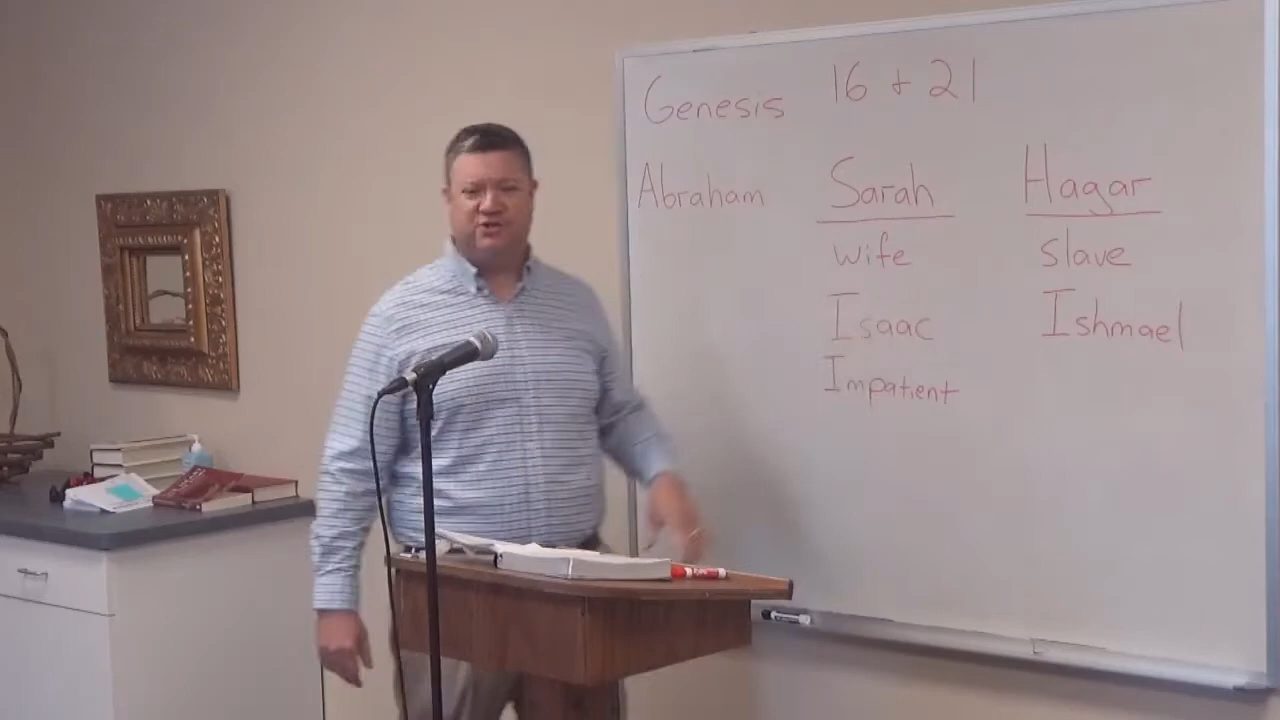 Genesis 16 + 21
Abraham Sarah Hagar
wife slave
Isaac Ishmael
Impatient